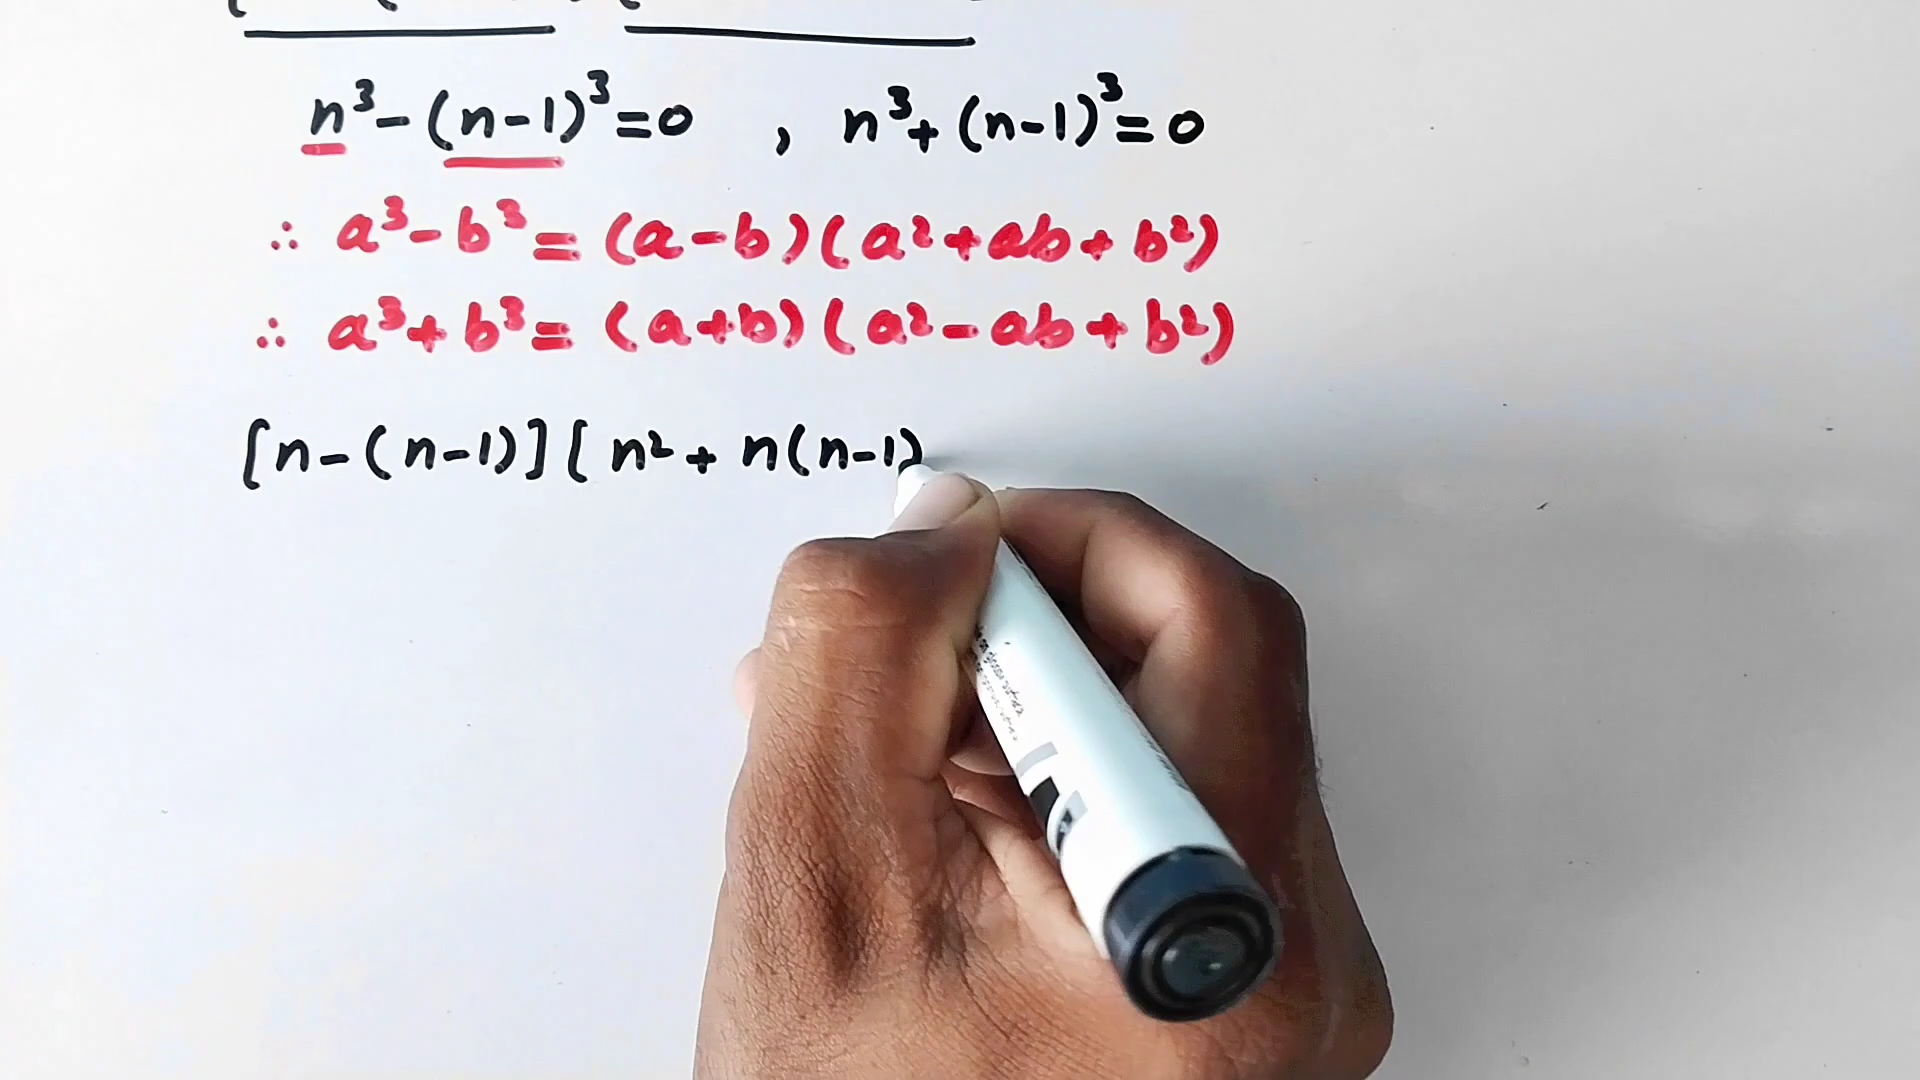 n³-(n-1)³=0 , n³+(n-1)³=0
∴ a³-b³=(a-b)(a²+ab+b²)
∴ a³+b³=(a+b)(a²-ab+b²)
[n-(n-1)][n²+n(n-1)